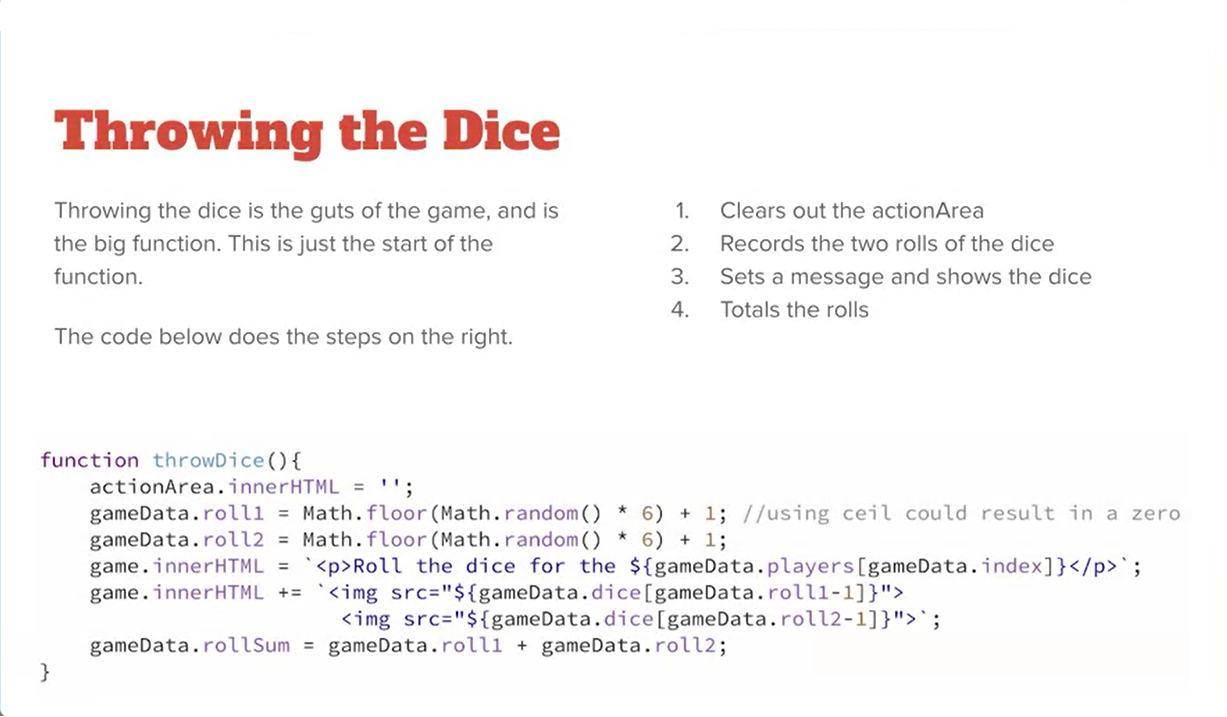 Throwing the Dice
Throwing the dice is the guts of the game, and is
the big function. This is just the start of the
function.
The code below does the steps on the right.
1. Clears out the actionArea
2. Records the two rolls of the dice
3. Sets a message and shows the dice
4. Totals the rolls
function throwDice(){
    actionArea.innerHTML = '';
    gameData.roll1 = Math.floor(Math.random() * 6) + 1; //using ceil could result in a zero
    gameData.roll2 = Math.floor(Math.random() * 6) + 1;
    game.innerHTML = `<p>Roll the dice for the ${gameData.players[gameData.index]}</p>`;
    game.innerHTML += `<img src="${gameData.dice[gameData.roll1-1]}">
                        <img src="${gameData.dice[gameData.roll2-1]}">`;
    gameData.rollSum = gameData.roll1 + gameData.roll2;
}